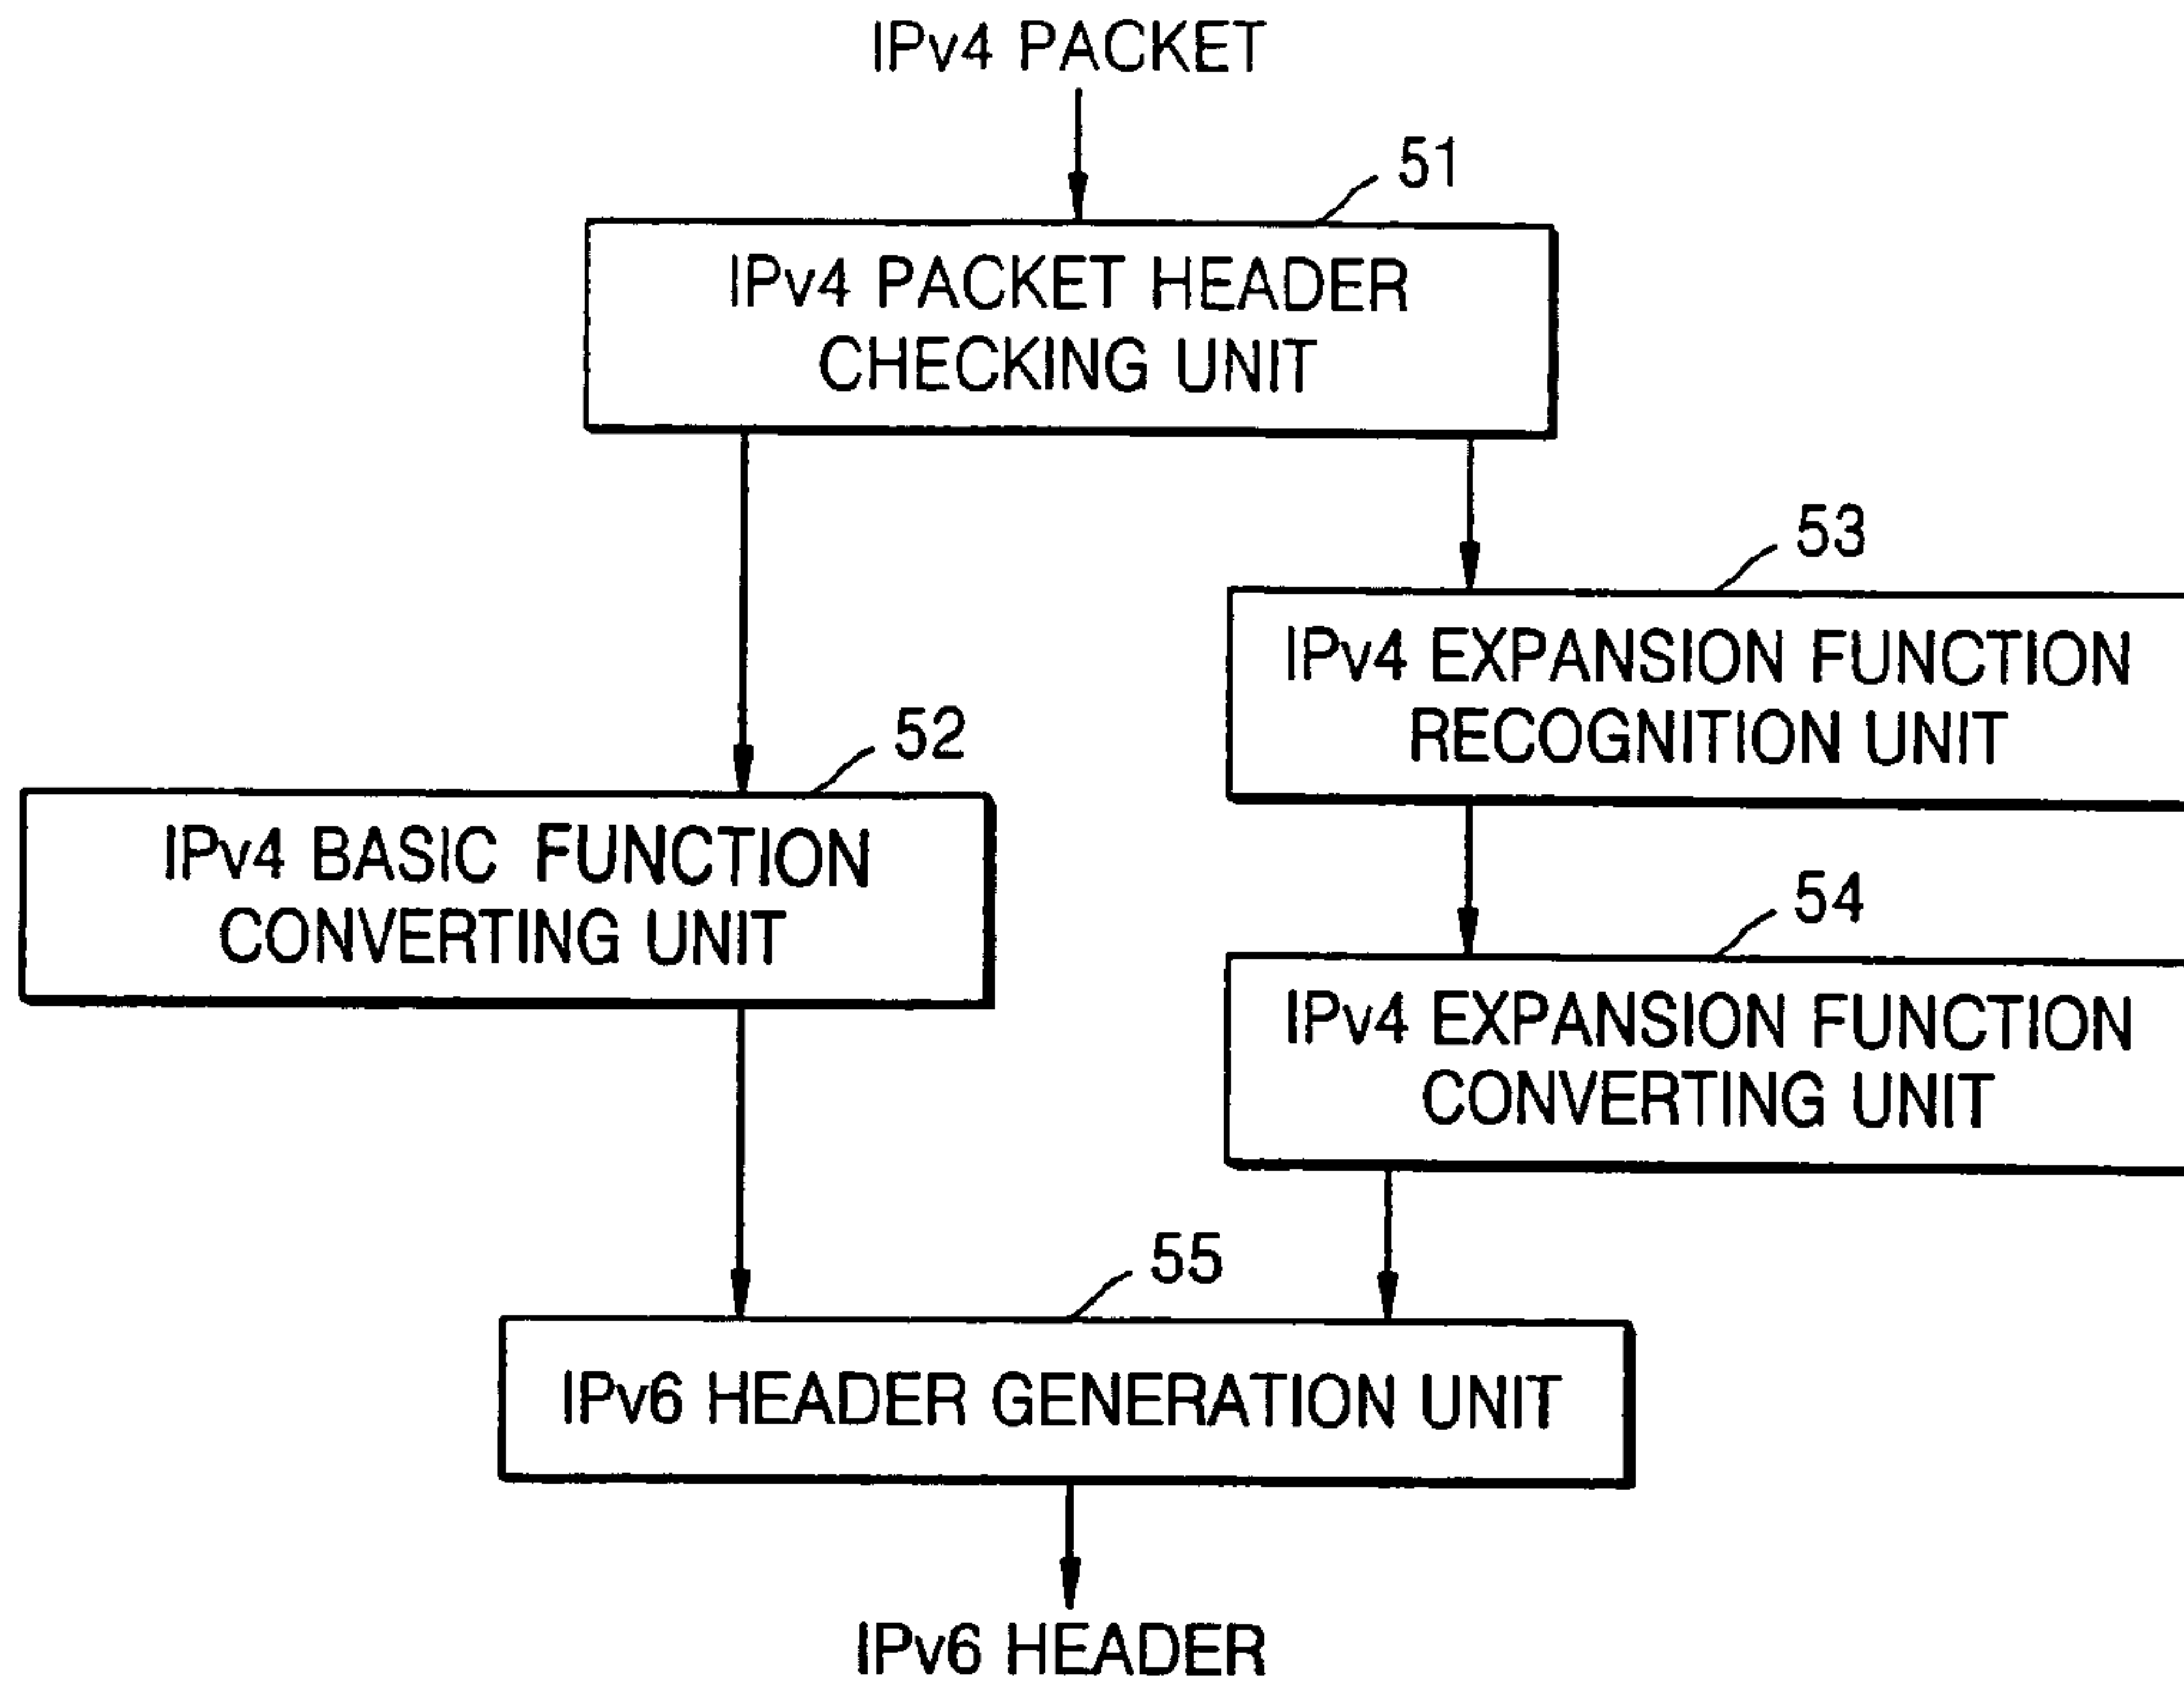 IPv4 PACKET
51
IPv4 PACKET HEADER
CHECKING UNIT
53
IPv4 EXPANSION FUNCTION
RECOGNITION UNIT
52
IPv4 BASIC FUNCTION
CONVERTING UNIT
54
IPv4 EXPANSION FUNCTION
CONVERTING UNIT
55
IPv6 HEADER GENERATION UNIT
IPv6 HEADER